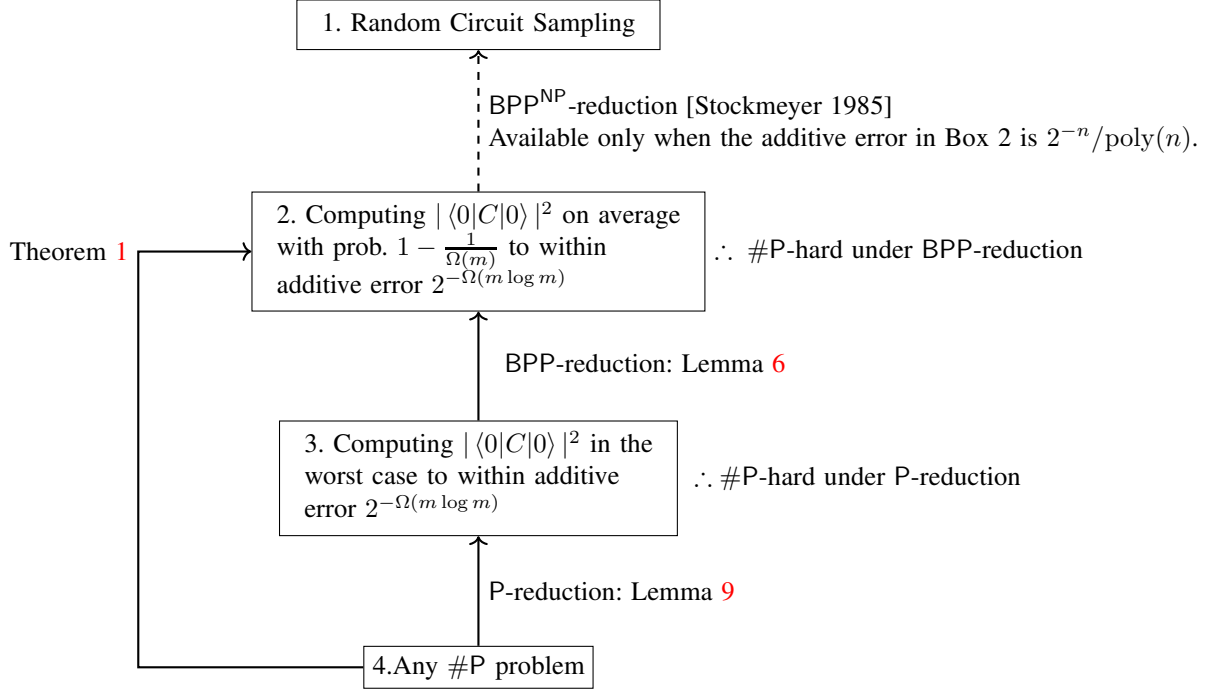 1. Random Circuit Sampling
BPP^NP-reduction [Stockmeyer 1985]
Available only when the additive error in Box 2 is 2^{−n}/poly(n).
2. Computing |⟨0|C|0⟩|^2 on average
with prob. 1 − \frac{1}{Ω(m)} to within
additive error 2^{−Ω(m log m)}
Theorem 1
∴ #P-hard under BPP-reduction
BPP-reduction: Lemma 6
3. Computing |⟨0|C|0⟩|^2 in the
worst case to within additive
error 2^{−Ω(m log m)}
∴ #P-hard under P-reduction
P-reduction: Lemma 9
4.Any #P problem